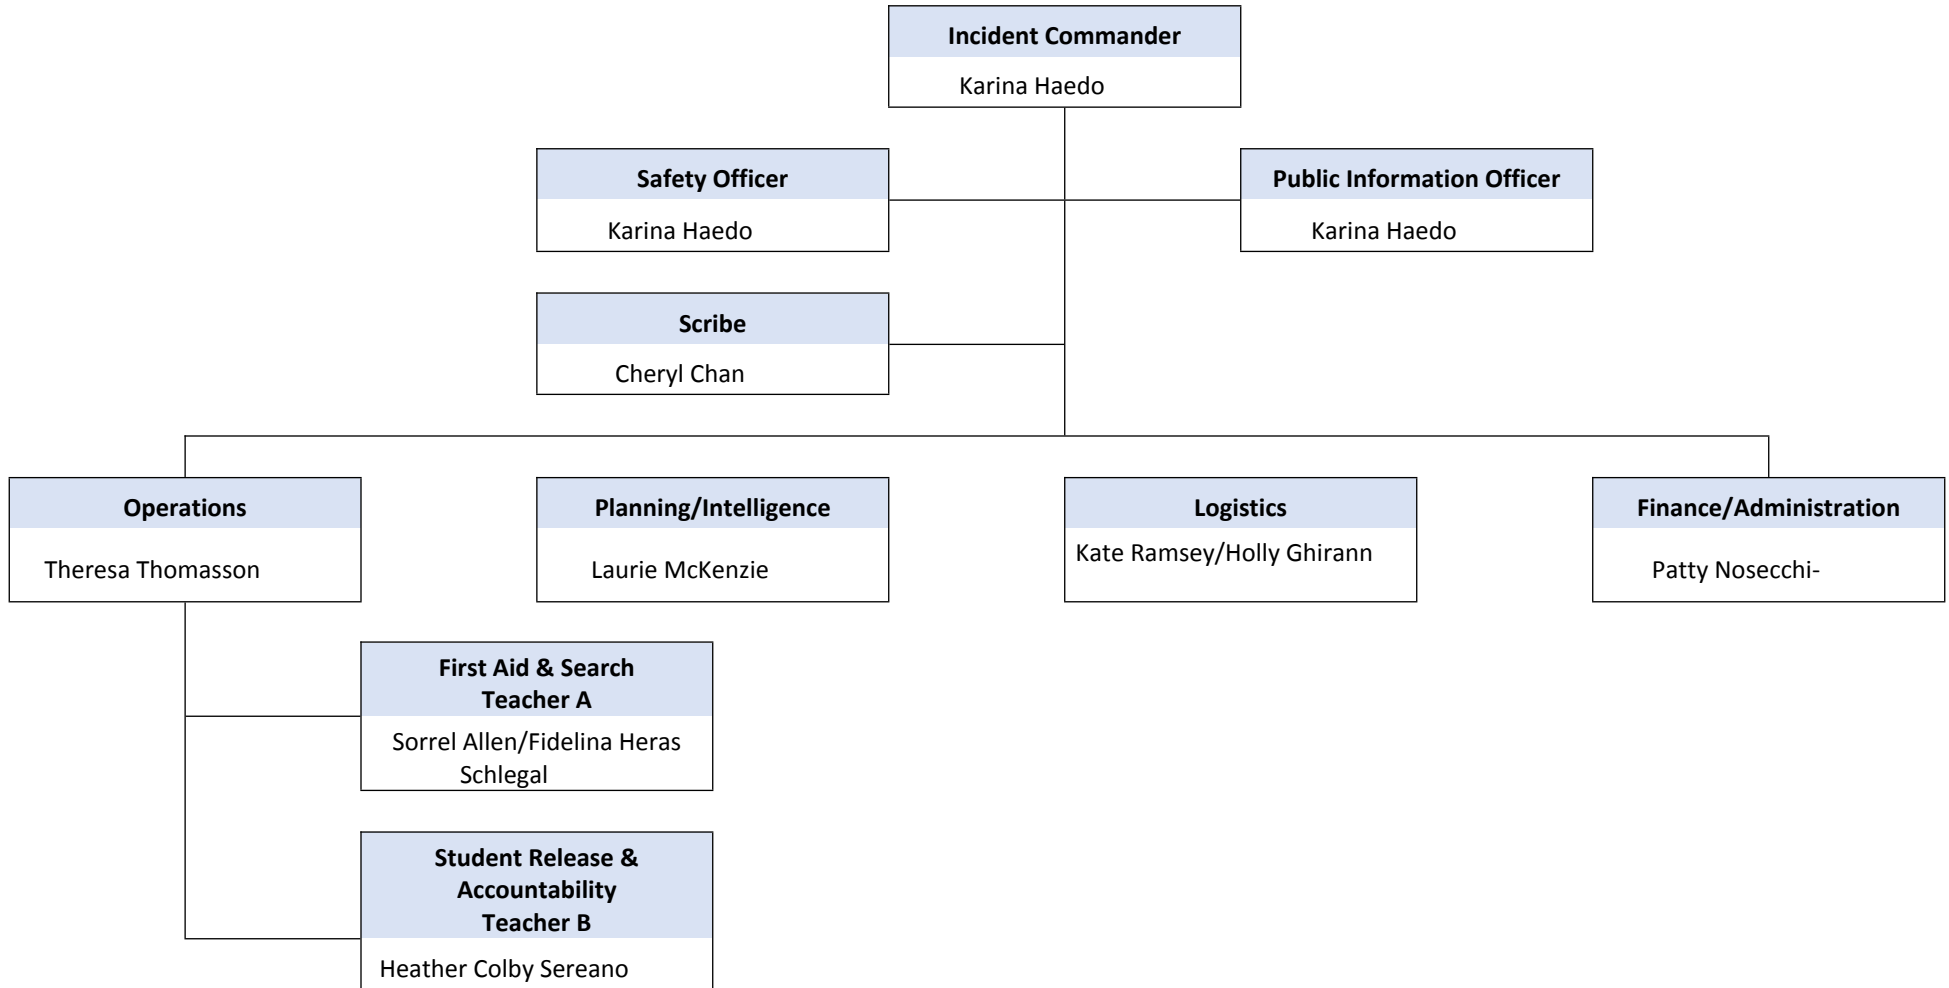 Incident Commander
Karina Haedo
Safety Officer
Karina Haedo
Public Information Officer
Karina Haedo
Scribe
Cheryl Chan
Operations
Theresa Thomasson
Planning/Intelligence
Laurie McKenzie
Logistics
Kate Ramsey/Holly Ghirann
Finance/Administration
Patty Nosecchi-
First Aid & Search
Teacher A
Sorrel Allen/Fidelina Heras
Schlegal
Student Release &
Accountability
Teacher B
Heather Colby Sereano